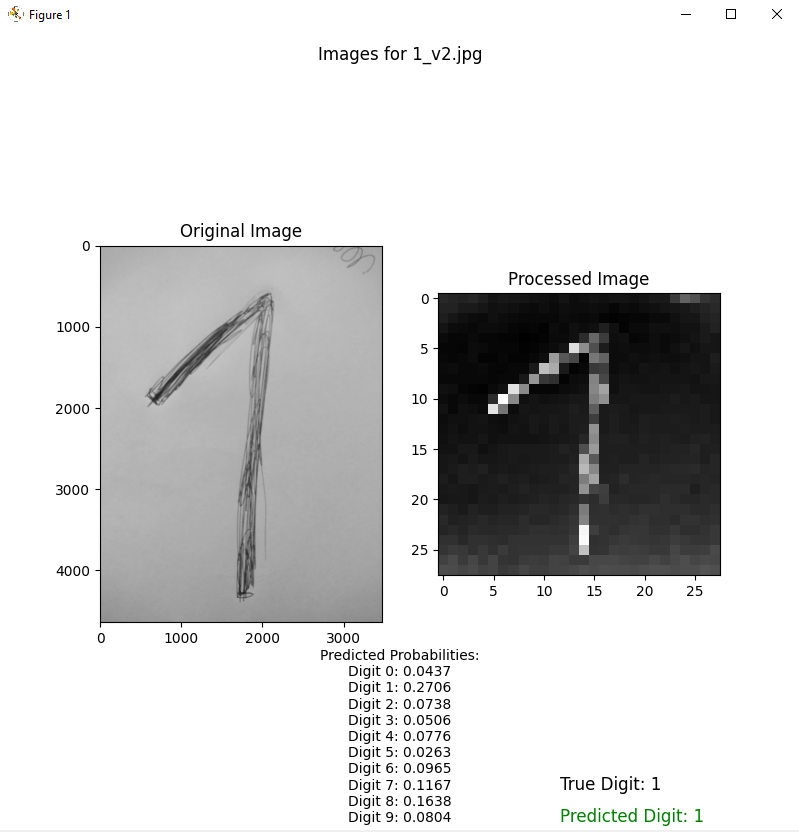 Figure 1
Images for 1_v2.jpg
Original Image
0
1000
2000
3000
4000
0 1000 2000 3000
1
Processed Image
0
5
10
15
20
25
0 5 10 15 20 25
Predicted Probabilities:
Digit 0: 0.0437
Digit 1: 0.2706
Digit 2: 0.0738
Digit 3: 0.0506
Digit 4: 0.0776
Digit 5: 0.0263
Digit 6: 0.0965
Digit 7: 0.1167
Digit 8: 0.1638
Digit 9: 0.0804
True Digit: 1
Predicted Digit: 1